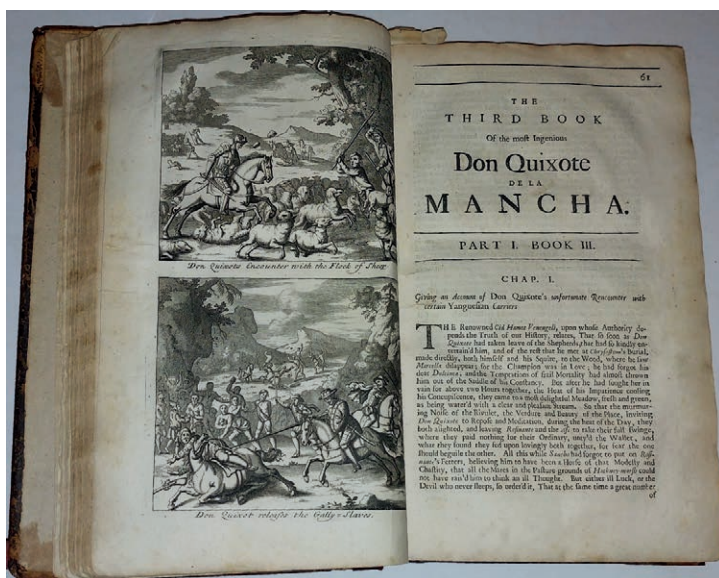 Don Quixots Encounter with the Flock of Sheep
Don Quixot releases the Gally-Slaves.
61
THE
THIRD BOOK
Of the most Ingenious
Don Quixote
DE LA
MANCHA.
PART I. BOOK III.
CHAP. I.
Giving an Account of Don Quixote's unfortunate Rencounter with
certain Yanguesian Carriers
THE Renowned Cid Hamet Benengeli, upon whose Authority de-
pends the Truth of our History, relates, That so soon as Don
Quixote had taken leave of the Shepherds, that had so kindly en-
tertain'd him, and of the rest that he met at Chrysostom's Burial,
made directly, both himself and his Squire, to the Wood, where he saw
Marcella disappear; for the Champion was in Love; he had forgot his
dear Dulcinea, and the Temptations of frail Mortality had almost thrown
him out of the Saddle of his Constancy. But after he had sought her in
vain for above two Hours together, the Heat of his Impatience cooling
his Concupiscence, they came to a most delightful Meadow, fresh and green,
as being water'd with a clear and pleasant Stream. So that the murmur-
ing Noise of the Rivulet, the Verdure and Beauty of the Place, inviting
Don Quixote to Repose and Meditation, during the heat of the Day, they
both alighted, and leaving and the Ass to take their full Swinge,
where they paid nothing for their Ordinary, only'd the Wallet, and
what they found they fed upon lovingly both together, for fear the one
should beguile the other. All this while Sancho had forgot to put on
Fetters, believing him to have been a Horse of that Modesty and
Chastity, that all the Mares in the Pasture grounds of Hackney-marsh could
not have rais'd him to think an ill Thought. But either ill Luck, or the
Devil who never sleeps, so order'd it, That at the same time a great number
of